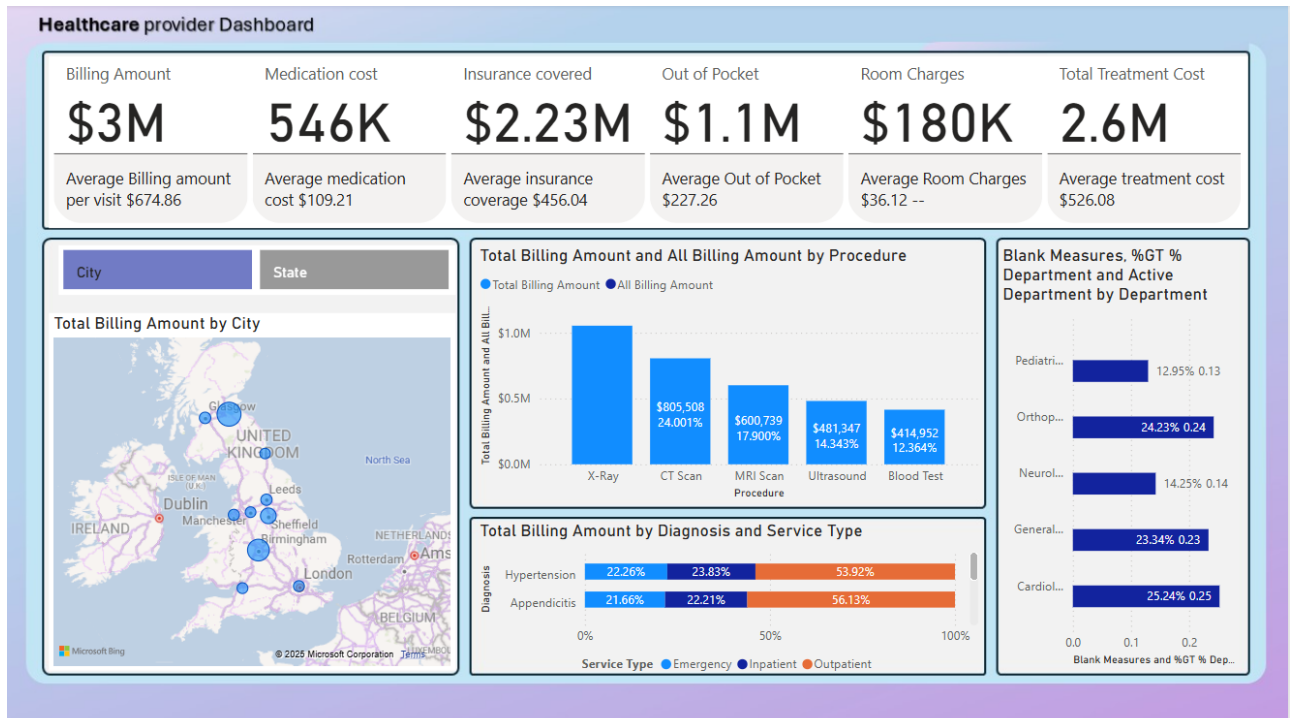 Healthcare provider Dashboard
Billing Amount
$3M
Average Billing amount
per visit $674.86
Medication cost
546K
Average medication
cost $109.21
Insurance covered
$2.23M
Average insurance
coverage $456.04
Out of Pocket
$1.1M
Average Out of Pocket
$227.26
Room Charges
$180K
Average Room Charges
$36.12 --
Total Treatment Cost
2.6M
Average treatment cost
$526.08
City
State
Total Billing Amount by City
Glasgow
UNITED
KINGDOM
North Sea
ISLE OF MAN
(U.K.)
Leeds
Dublin
Manchester
Sheffield
IRELAND
Birmingham
NETHERLANDS
Rotterdam
Ams
London
BELGIUM
LUXEMBO
Microsoft Bing
© 2025 Microsoft Corporation
Terms
Total Billing Amount and All Billing Amount by Procedure
Total Billing Amount
All Billing Amount
Total Billing Amount and All Bill...
$1.0M
$0.5M
$0.0M
$805,508
24.001%
$600,739
17.900%
$481,347
14.343%
$414,952
12.364%
X-Ray
CT Scan
MRI Scan
Ultrasound
Blood Test
Procedure
Total Billing Amount by Diagnosis and Service Type
Diagnosis
Hypertension
22.26%
23.83%
53.92%
Appendicitis
21.66%
22.21%
56.13%
0%
50%
100%
Service Type
Emergency
Inpatient
Outpatient
Blank Measures, %GT %
Department and Active
Department by Department
Pediatri...
12.95% 0.13
Orthop...
24.23% 0.24
Neurol...
14.25% 0.14
General...
23.34% 0.23
Cardiol...
25.24% 0.25
0.0
0.1
0.2
Blank Measures and %GT % Dep...